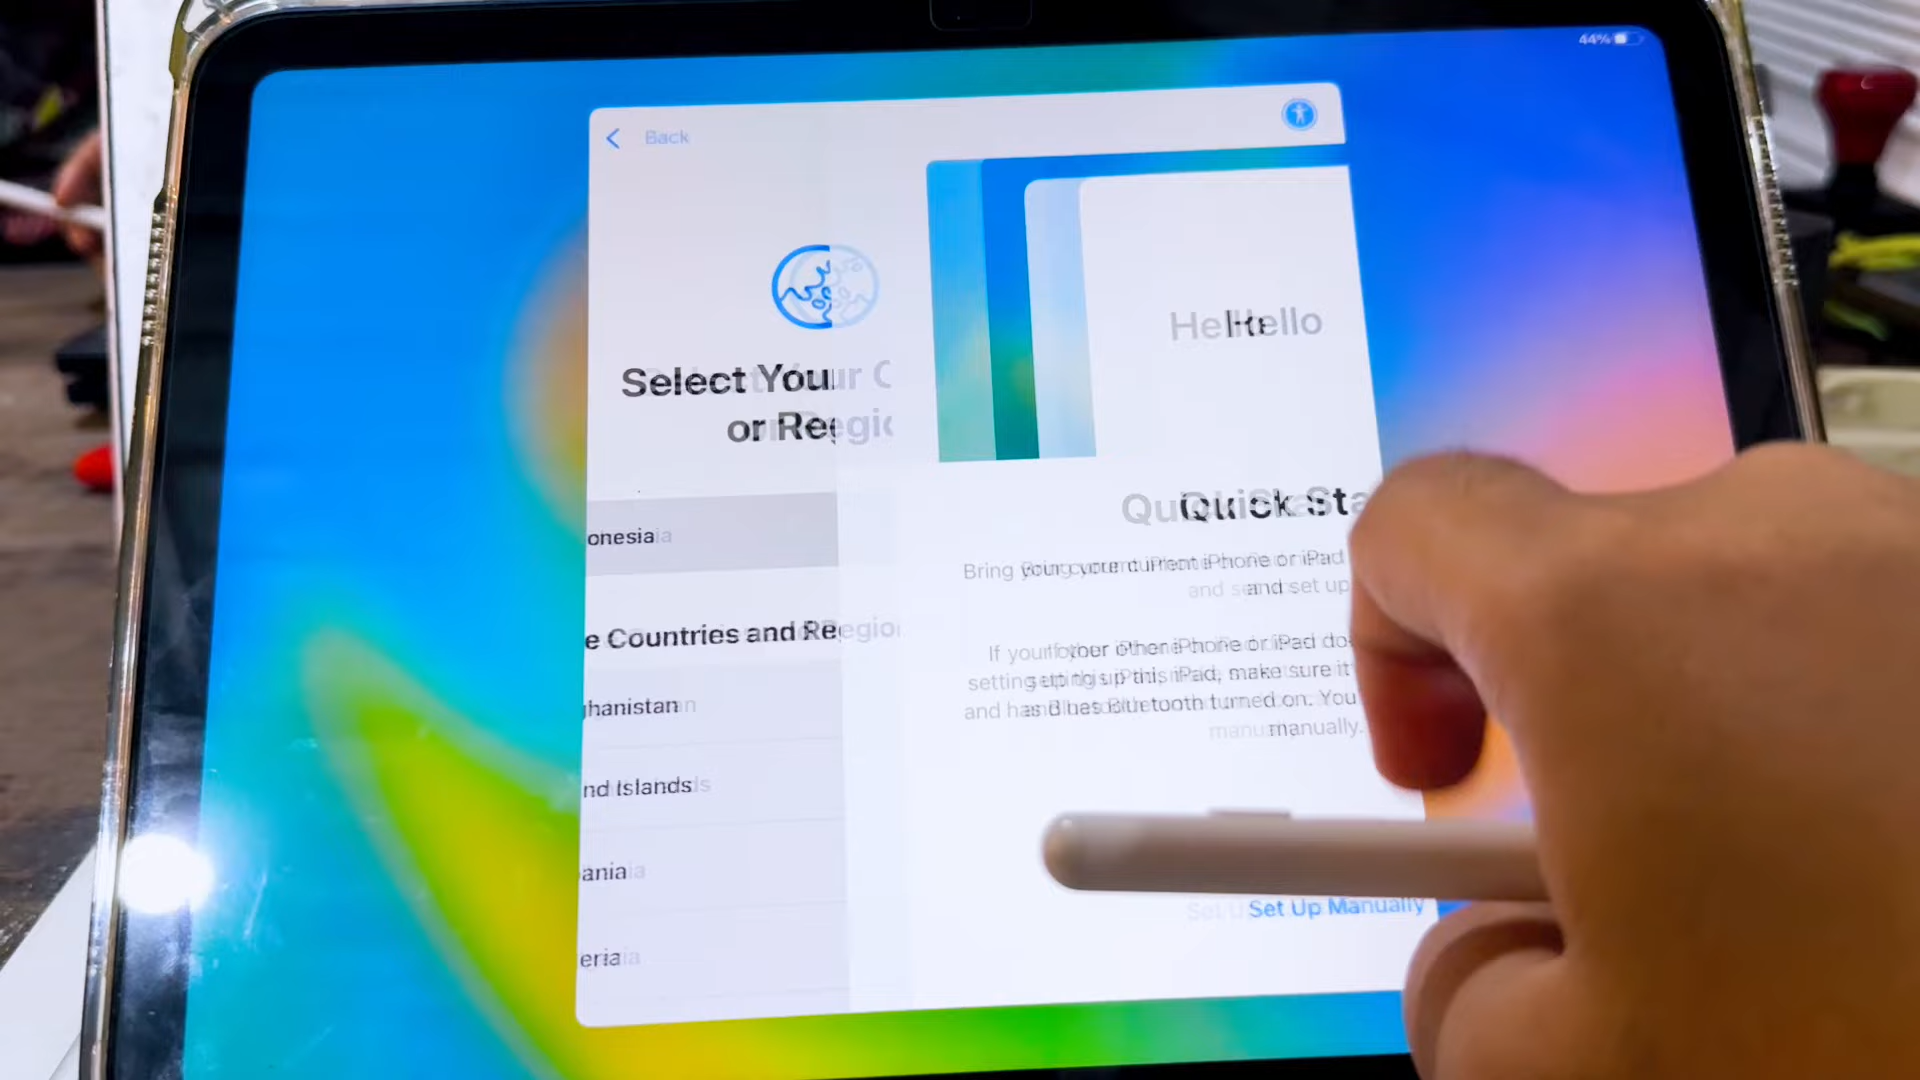 44%
Back
Select Your
or Regio
onesia
e Countries and Regio
ghanistan
nd Islands
ania
eria
Hello
Quick Sta
Bring your current iPhone or iPad
and set up
If your other iPhone or iPad do
setting up this iPad, make sure it
and has Bluetooth turned on. You
manually.
Set Up Manually